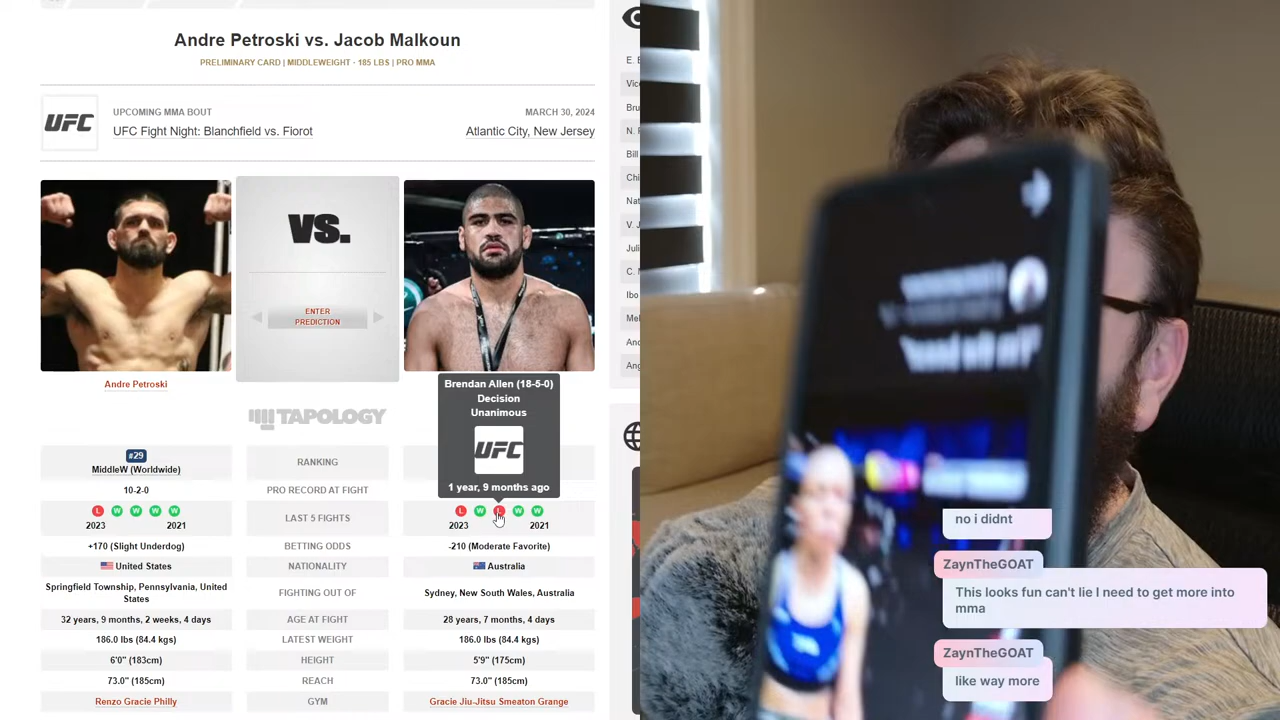 Andre Petroski vs. Jacob Malkoun
PRELIMINARY CARD | MIDDLEWEIGHT · 185 LBS | PRO MMA
UFC
UPCOMING MMA BOUT
MARCH 30, 2024
UFC Fight Night: Blanchfield vs. Fiorot
Atlantic City, New Jersey
VS.
ENTER
PREDICTION
Andre Petroski
Brendan Allen (18-5-0)
Decision
Unanimous
UFC
1 year, 9 months ago
TAPOLOGY
#29
MiddleW (Worldwide)
RANKING
10-2-0
PRO RECORD AT FIGHT
L W W W W
2023 2021
LAST 5 FIGHTS
L W L W W
2023 2021
+170 (Slight Underdog)
BETTING ODDS
-210 (Moderate Favorite)
United States
NATIONALITY
Australia
Springfield Township, Pennsylvania, United
States
FIGHTING OUT OF
Sydney, New South Wales, Australia
32 years, 9 months, 2 weeks, 4 days
AGE AT FIGHT
28 years, 7 months, 4 days
186.0 lbs (84.4 kgs)
LATEST WEIGHT
186.0 lbs (84.4 kgs)
6'0" (183cm)
HEIGHT
5'9" (175cm)
73.0" (185cm)
REACH
73.0" (185cm)
Renzo Gracie Philly
GYM
Gracie Jiu-Jitsu Smeaton Grange
no i didnt
ZaynTheGOAT
This looks fun can't lie I need to get more into
mma
ZaynTheGOAT
like way more